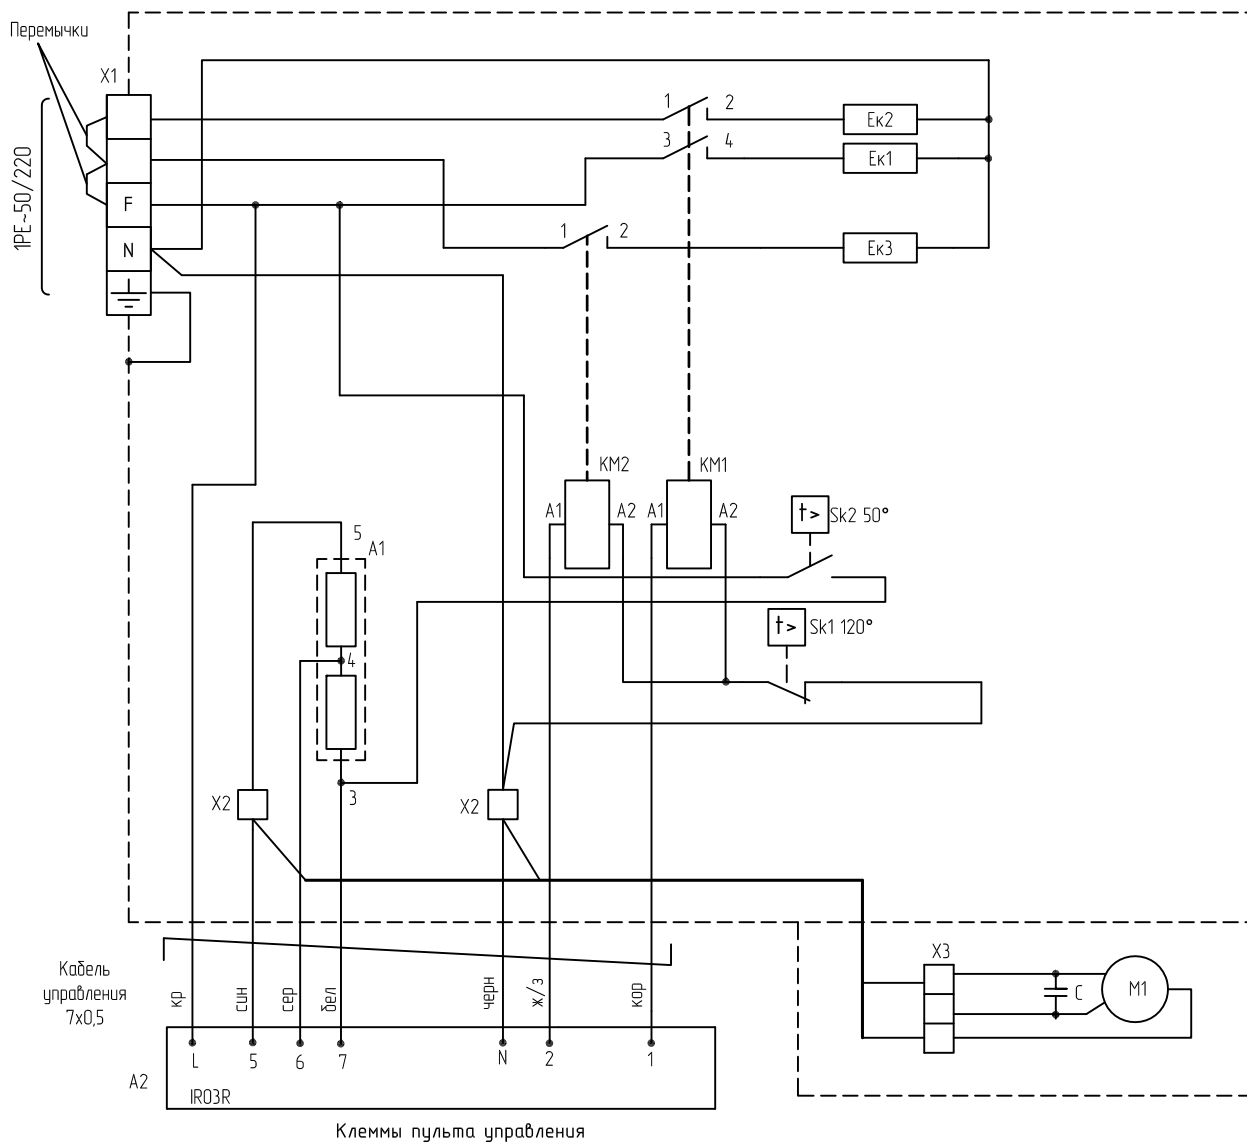 Перемычки
X1
1PE~50/220
F
N
1
2
Ек2
3
4
Ек1
1
2
Ек3
КМ2
КМ1
A1
A2
A1
A2
t>
Sk2 50°
5
A1
t>
Sk1 120°
4
3
X2
X2
Кабель
управления
7х0,5
кр
син
сер
бел
черн
ж/з
кор
X3
C
M1
L
5
6
7
N
2
1
A2
IR03R
Клеммы пульта управления